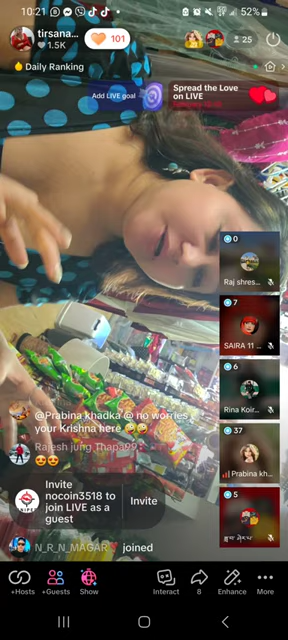 10:21
52%
tirsana...
1.5K
101
25
Daily Ranking
Add LIVE goal
Spread the Love
on LIVE
0
Raj shres...
7
SAIRA 11 ...
6
Rina Koir...
37
Prabina kh...
5
@Prabina khadka @ no worries
your Krishna here 🤪🤪
Rajesh jung Thapa99
😍😍
Invite
nocoin3518 to
join LIVE as a
guest
Invite
N_R_N_MAGAR joined
+Hosts
+Guests
Show
Interact
8
Enhance
More